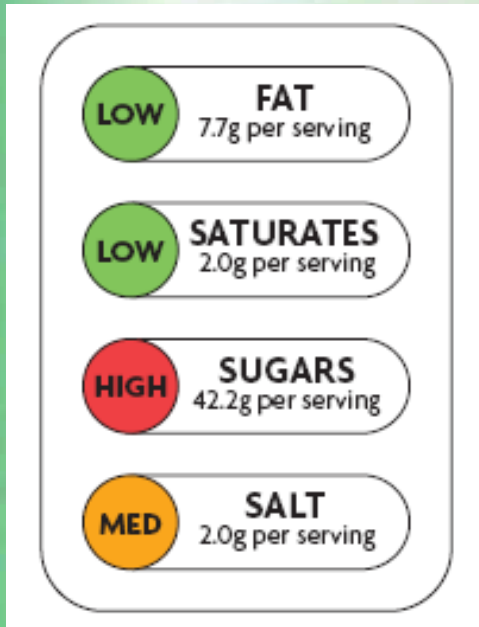 LOW
FAT
7.7g per serving
LOW
SATURATES
2.0g per serving
HIGH
SUGARS
42.2g per serving
MED
SALT
2.0g per serving